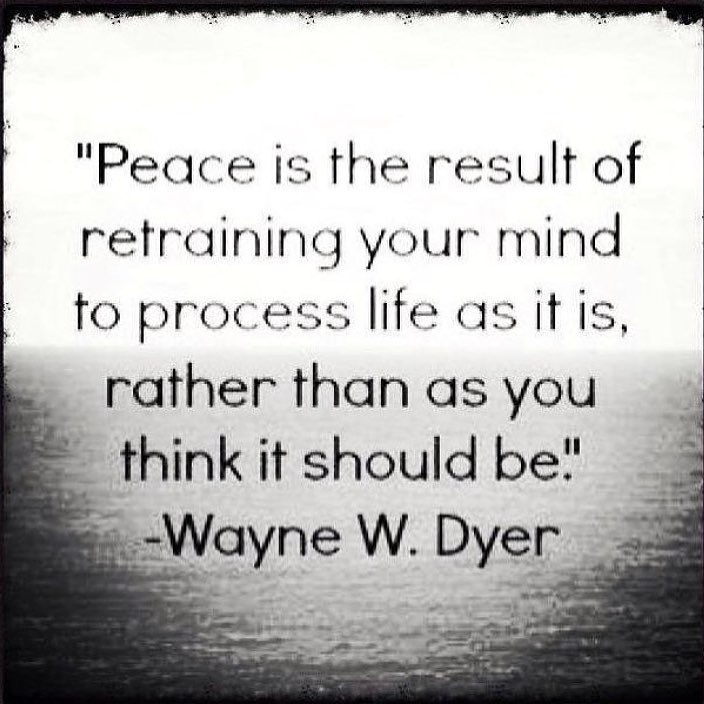 "Peace is the result of
retraining your mind
to process life as it is,
rather than as you
think it should be."
-Wayne W. Dyer